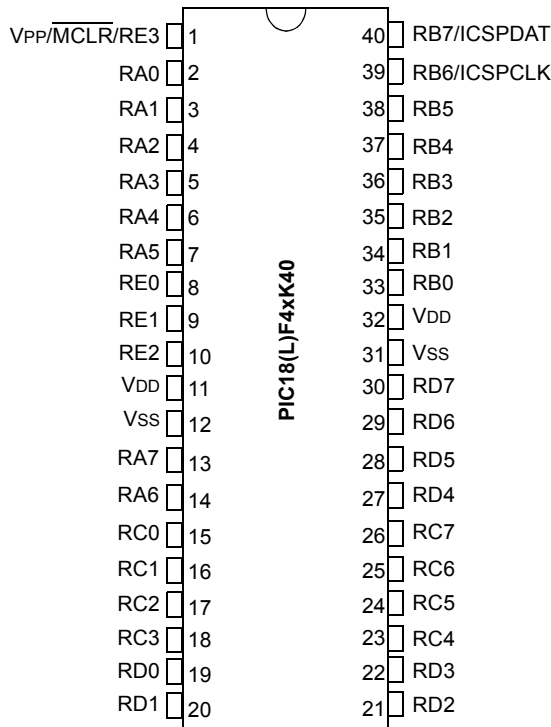 VPP/MCLR/RE3 1 40 RB7/ICSPDAT
RA0 2 39 RB6/ICSPCLK
RA1 3 38 RB5
RA2 4 37 RB4
RA3 5 36 RB3
RA4 6 35 RB2
RA5 7 34 RB1
RE0 8 33 RB0
RE1 9 32 VDD
RE2 10 31 VSS
VDD 11 30 RD7
VSS 12 29 RD6
RA7 13 28 RD5
RA6 14 27 RD4
RC0 15 26 RC7
RC1 16 25 RC6
RC2 17 24 RC5
RC3 18 23 RC4
RD0 19 22 RD3
RD1 20 21 RD2
PIC18(L)F4xK40